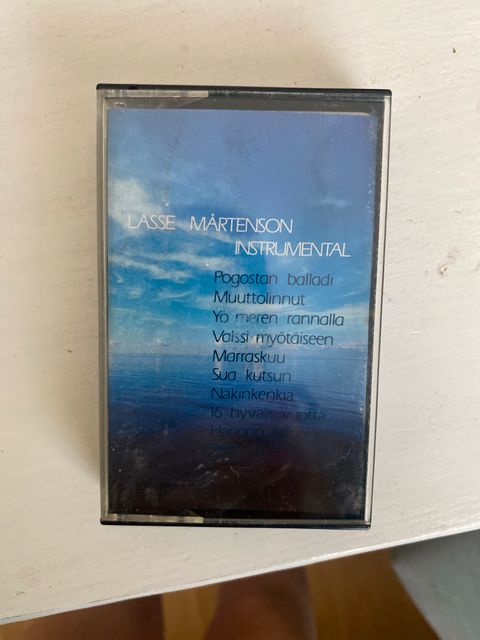 LASSE MÅRTENSON
INSTRUMENTAL
Pogostan balladi
Muuttolinnut
Yö meren rannalla
Valssi myötäiseen
Marraskuu
Sua kutsun
Näkinkenkiä
16 hyvää vuotta